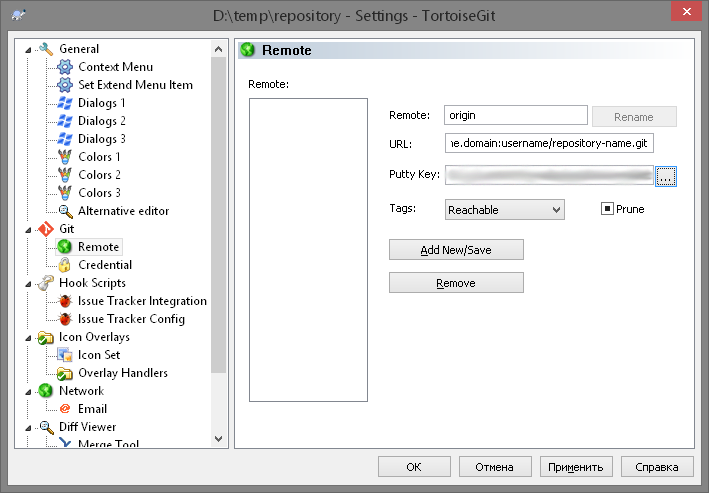 D:\temp\repository - Settings - TortoiseGit
General
Context Menu
Set Extend Menu Item
Dialogs 1
Dialogs 2
Dialogs 3
Colors 1
Colors 2
Colors 3
Alternative editor
Git
Remote
Credential
Hook Scripts
Issue Tracker Integration
Issue Tracker Config
Icon Overlays
Icon Set
Overlay Handlers
Network
Email
Diff Viewer
Merge Tool
Remote
Remote:
Remote: origin Rename
URL: ne.domain:username/repository-name.git
Putty Key: ...
Tags: Reachable Prune
Add New/Save
Remove
ОК Отмена Применить Справка